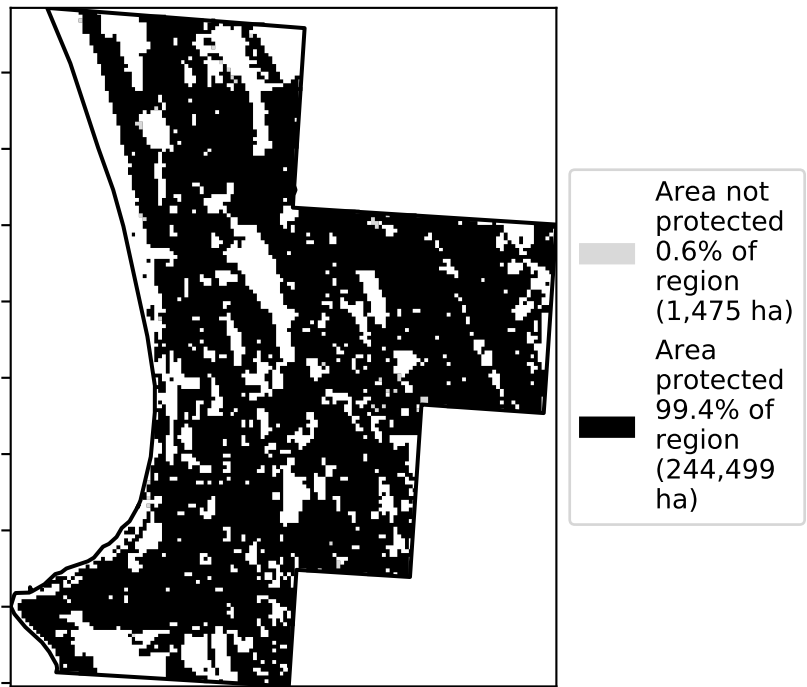 Area not
protected
0.6% of
region
(1,475 ha)
Area
protected
99.4% of
region
(244,499
ha)